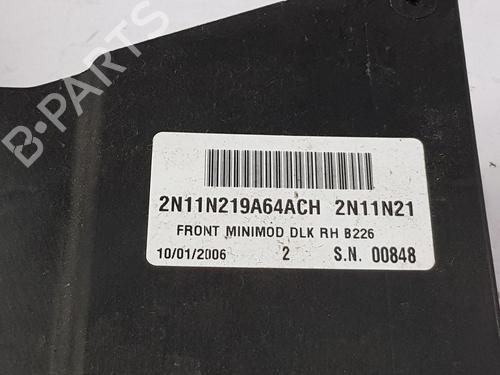 B-PARTS
2N11N219A64ACH 2N11N21
FRONT MINIMOD DLK RH B226
10/01/2006 2 S.N. 00848